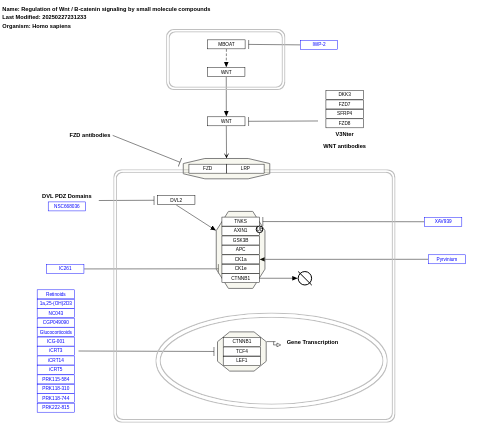 Name: Regulation of Wnt / B-catenin signaling by small molecule compounds
Last Modified: 20250227231233
Organism: Homo sapiens
MBOAT
IWP-2
WNT
DKK3
FZD7
SFRP4
FZD8
V3Nter
WNT antibodies
WNT
FZD antibodies
FZD
LRP
DVL PDZ Domains
NSC668036
DVL2
TNKS
AXIN1
GSK3B
APC
CK1a
CK1e
CTNNB1
XAV939
Pyrvinium
IC261
Retinoids
1a,25-(OH)2D3
NC043
CGP049090
Glucocorticoids
ICG-001
iCRT3
iCRT14
iCRT5
PRK115-584
PRK118-310
PRK118-744
PRK222-815
CTNNB1
TCF4
LEF1
Gene Transcription